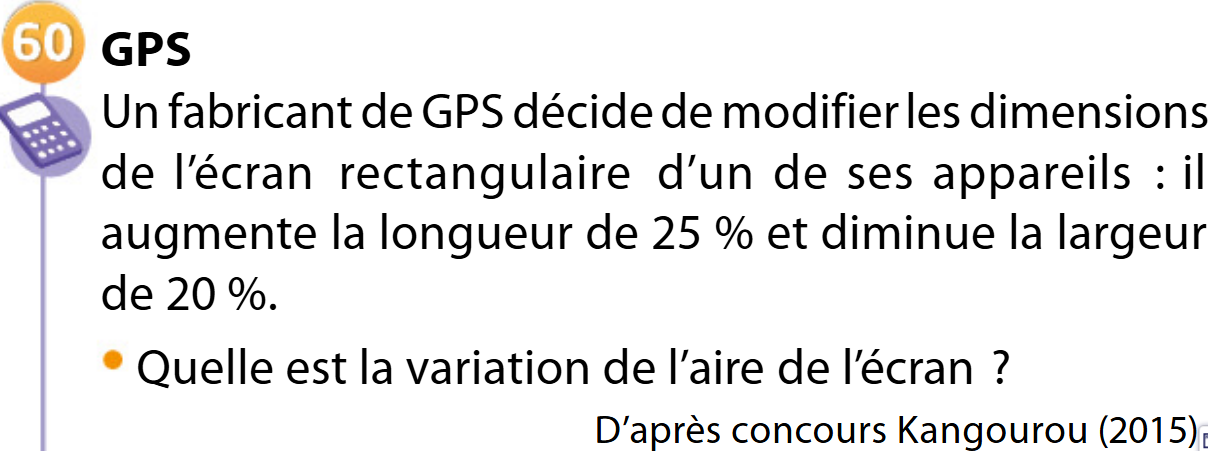 60 GPS
Un fabricant de GPS décide de modifier les dimensions
de l'écran rectangulaire d'un de ses appareils : il
augmente la longueur de 25 % et diminue la largeur
de 20 %.
• Quelle est la variation de l'aire de l'écran ?
D'après concours Kangourou (2015)